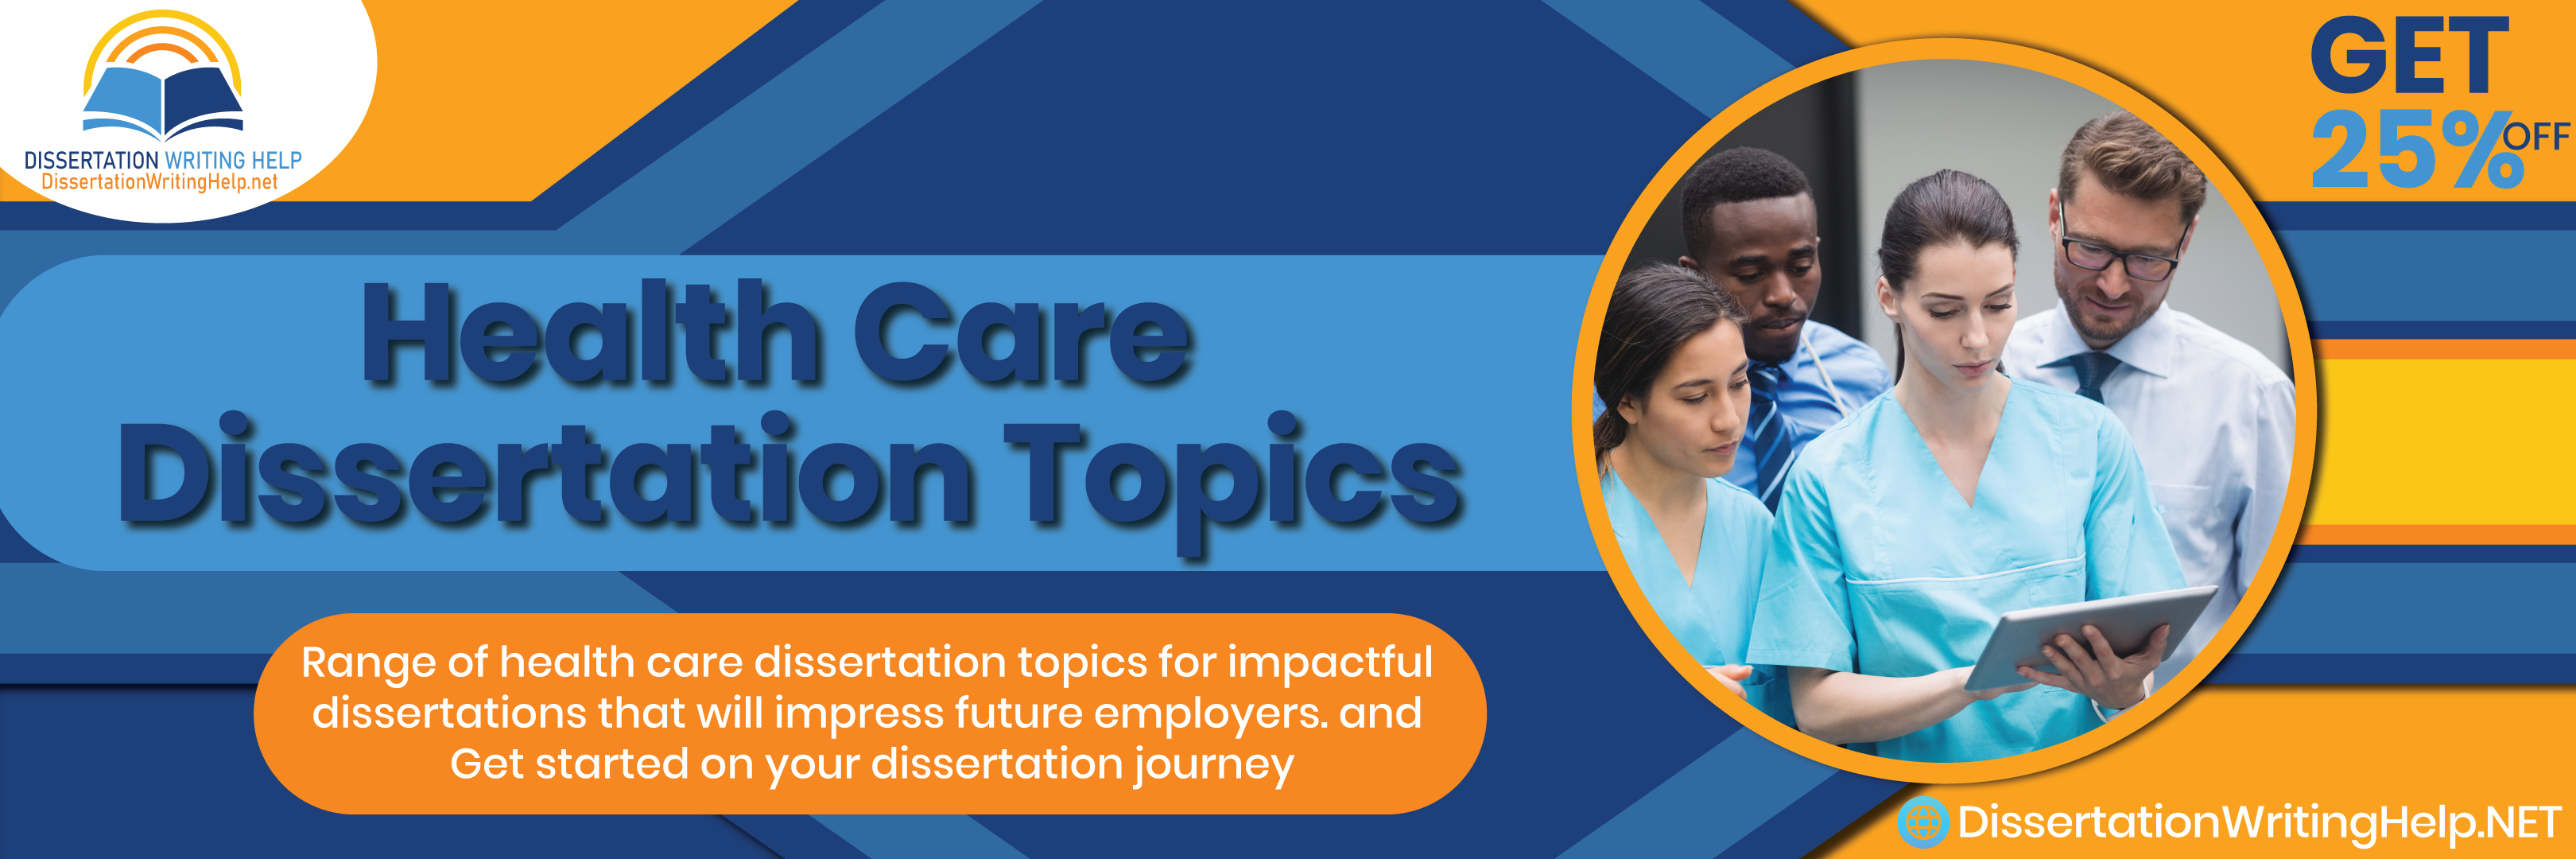 DISSERTATION WRITING HELP
DissertationWritingHelp.net
GET
25% OFF
Health Care
Dissertation Topics
Range of health care dissertation topics for impactful
dissertations that will impress future employers. and
Get started on your dissertation journey
DissertationWritingHelp.NET